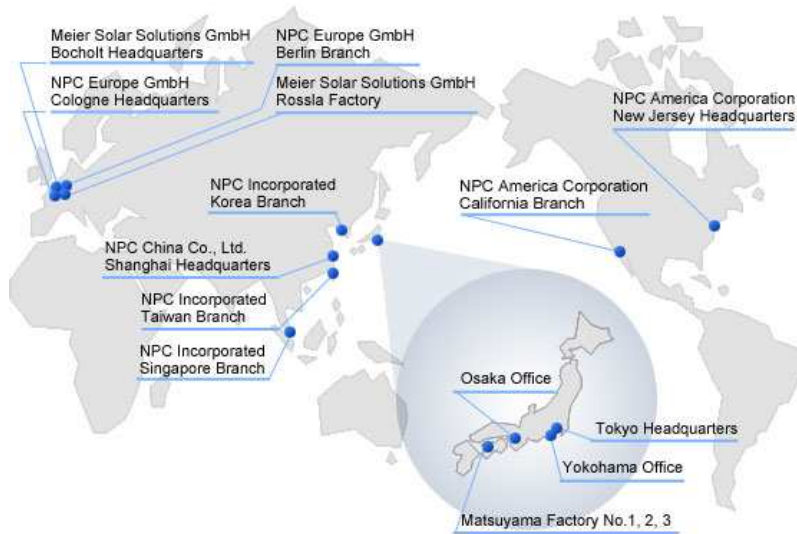 Meier Solar Solutions GmbH
Bocholt Headquarters
NPC Europe GmbH
Cologne Headquarters
NPC Europe GmbH
Berlin Branch
Meier Solar Solutions GmbH
Rossla Factory
NPC America Corporation
New Jersey Headquarters
NPC America Corporation
California Branch
NPC Incorporated
Korea Branch
NPC China Co., Ltd.
Shanghai Headquarters
NPC Incorporated
Taiwan Branch
NPC Incorporated
Singapore Branch
Osaka Office
Tokyo Headquarters
Yokohama Office
Matsuyama Factory No.1, 2, 3